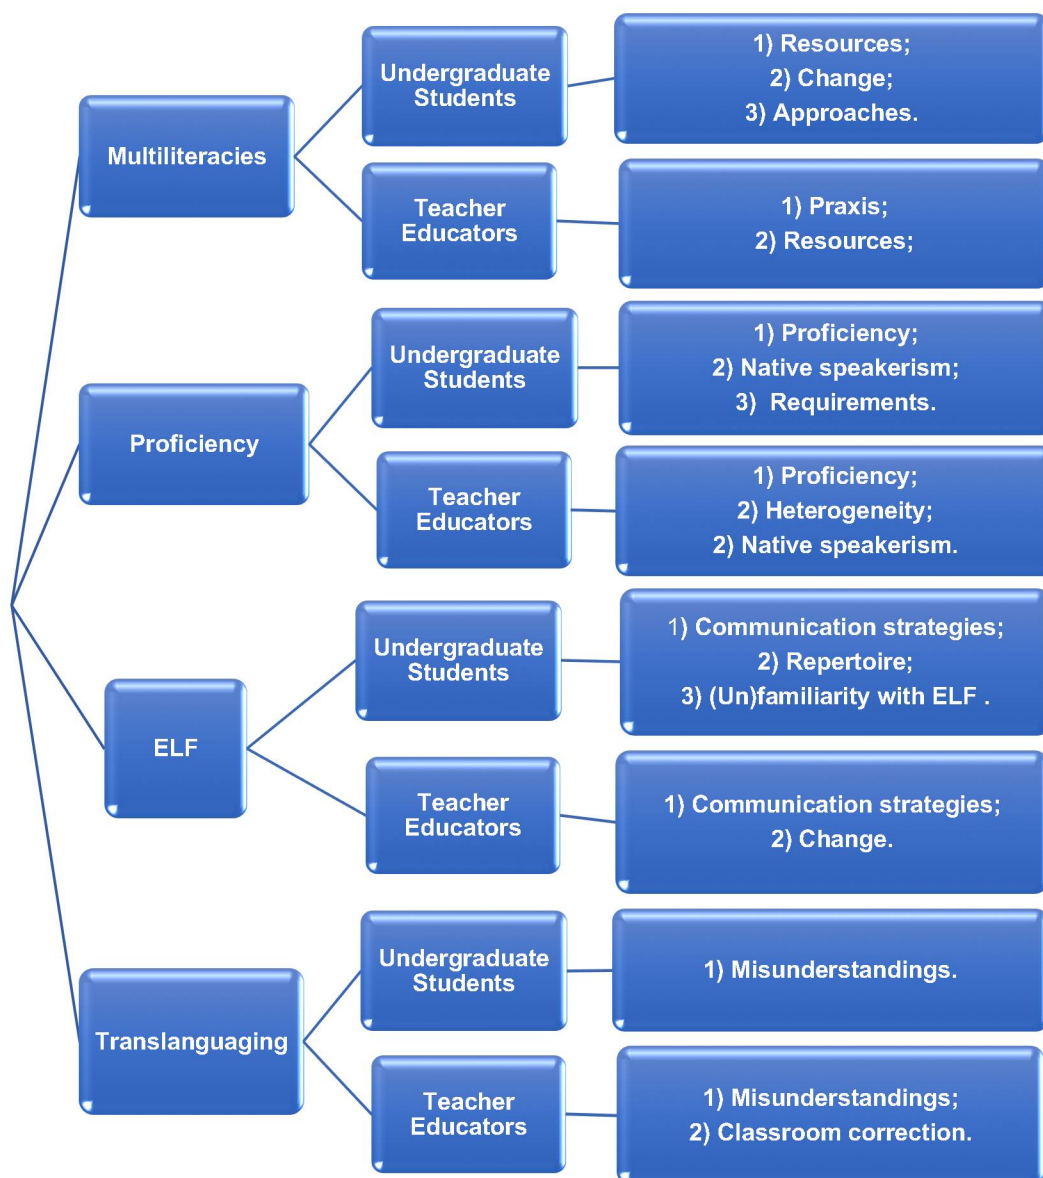 Multiliteracies
Undergraduate
Students
1) Resources;
2) Change;
3) Approaches.
Teacher
Educators
1) Praxis;
2) Resources;
Proficiency
Undergraduate
Students
1) Proficiency;
2) Native speakerism;
3) Requirements.
Teacher
Educators
1) Proficiency;
2) Heterogeneity;
2) Native speakerism.
ELF
Undergraduate
Students
1) Communication strategies;
2) Repertoire;
3) (Un)familiarity with ELF .
Teacher
Educators
1) Communication strategies;
2) Change.
Translanguaging
Undergraduate
Students
1) Misunderstandings.
Teacher
Educators
1) Misunderstandings;
2) Classroom correction.